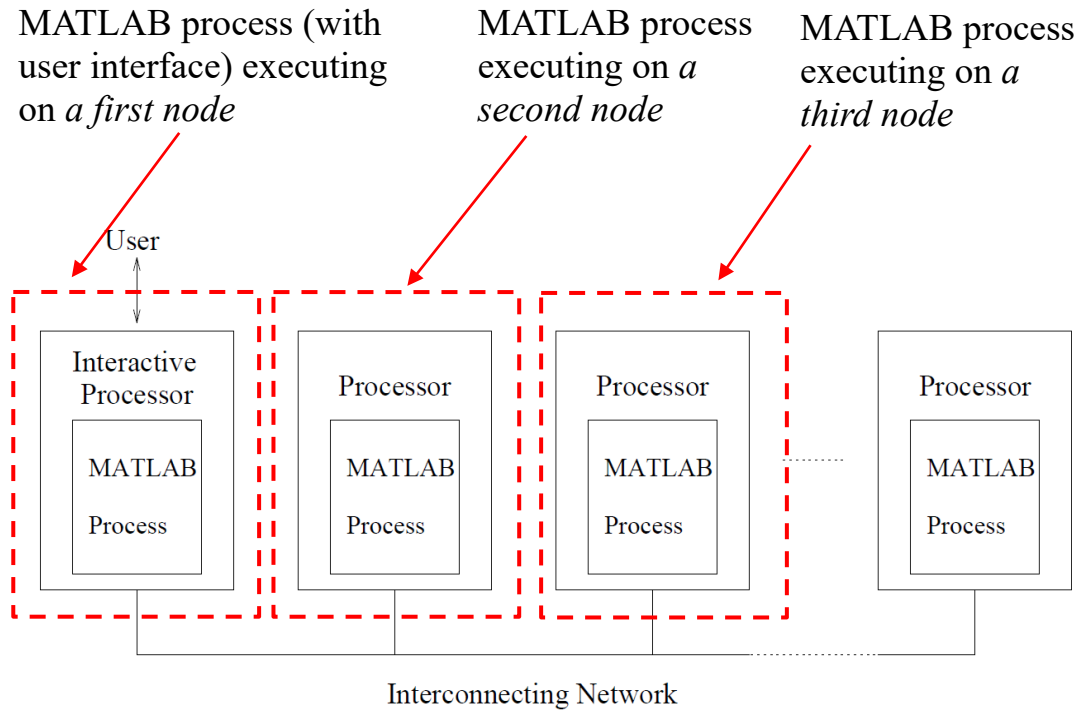 MATLAB process (with
user interface) executing
on a first node
MATLAB process
executing on a
second node
MATLAB process
executing on a
third node
User
Interactive
Processor
MATLAB
Process
Processor
MATLAB
Process
Processor
MATLAB
Process
Processor
MATLAB
Process
Interconnecting Network